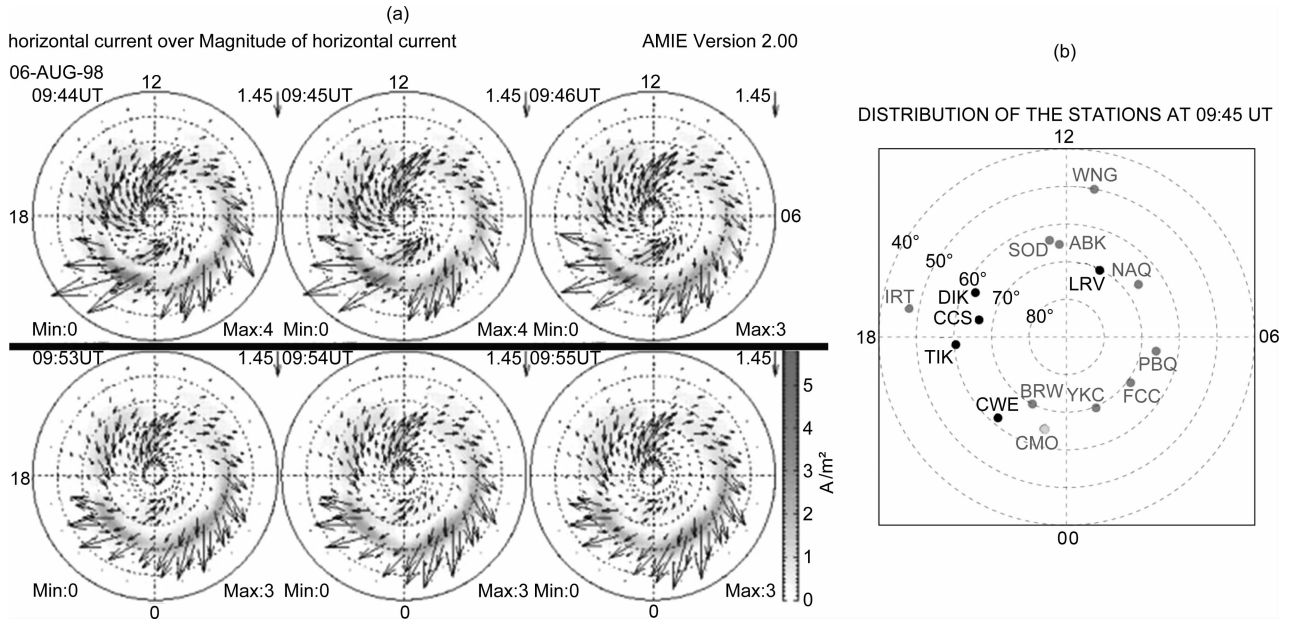 (a)
horizontal current over Magnitude of horizontal current
AMIE Version 2.00
06-AUG-98
12
09:44UT
1.45
09:45UT
1.45
09:46UT
1.45
18
06
Min:0
Max:4
Min:0
Max:4
Min:0
Max:3
09:53UT
1.45
09:54UT
1.45
09:55UT
1.45
18
Min:0
Max:3
Min:0
Max:3
Min:0
Max:3
0
0
0
5
4
3
2
1
0
A/m²
(b)
DISTRIBUTION OF THE STATIONS AT 09:45 UT
12
WNG
40°
SOD
ABK
50°
60°
NAQ
LRV
IRT
DIK
70°
CCS
80°
18
06
TIK
PBQ
BRW
YKC
FCC
CWE
CMO
00